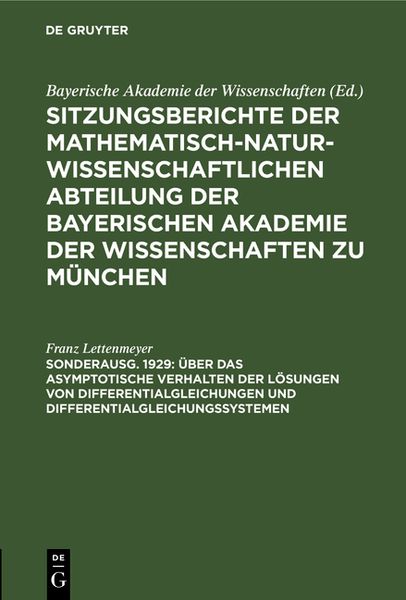 DE GRUYTER
Bayerische Akademie der Wissenschaften (Ed.)
SITZUNGSBERICHTE DER
MATHEMATISCH-NATUR-
WISSENSCHAFTLICHEN
ABTEILUNG DER
BAYERISCHEN AKADEMIE
DER WISSENSCHAFTEN ZU
MÜNCHEN
Franz Lettenmeyer
SONDERAUSG. 1929: ÜBER DAS
ASYMPTOTISCHE VERHALTEN DER LÖSUNGEN
VON DIFFERENTIALGLEICHUNGEN UND
DIFFERENTIALGLEICHUNGSSYSTEMEN
DE
G